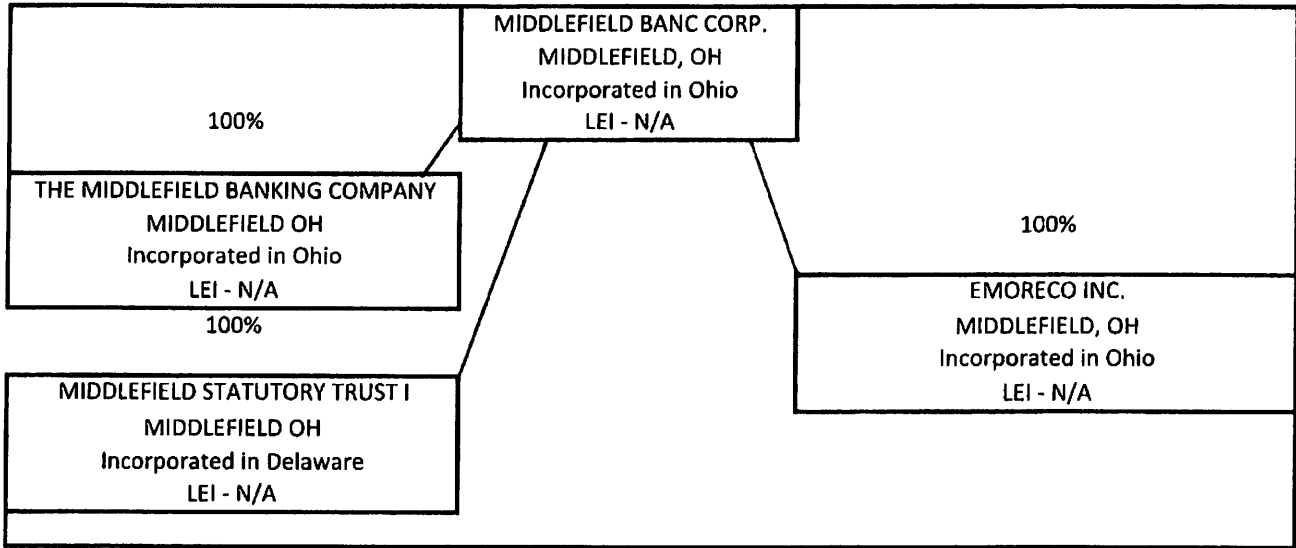 MIDDLEFIELD BANC CORP.
MIDDLEFIELD, OH
Incorporated in Ohio
LEI - N/A
100%
THE MIDDLEFIELD BANKING COMPANY
MIDDLEFIELD OH
Incorporated in Ohio
LEI - N/A
100%
MIDDLEFIELD STATUTORY TRUST I
MIDDLEFIELD OH
Incorporated in Delaware
LEI - N/A
100%
EMORECO INC.
MIDDLEFIELD, OH
Incorporated in Ohio
LEI - N/A